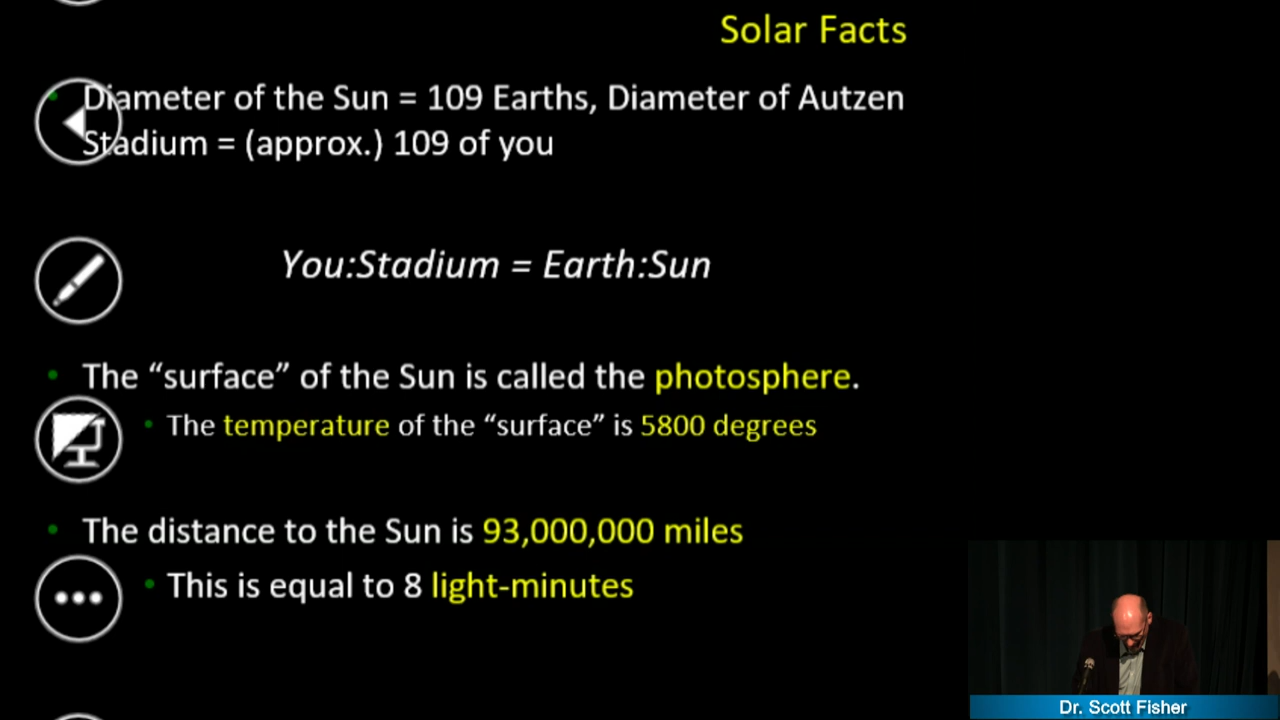 Solar Facts
Diameter of the Sun = 109 Earths, Diameter of Autzen
Stadium = (approx.) 109 of you
You:Stadium = Earth:Sun
The “surface” of the Sun is called the photosphere.
The temperature of the “surface” is 5800 degrees
The distance to the Sun is 93,000,000 miles
This is equal to 8 light-minutes
Dr. Scott Fisher